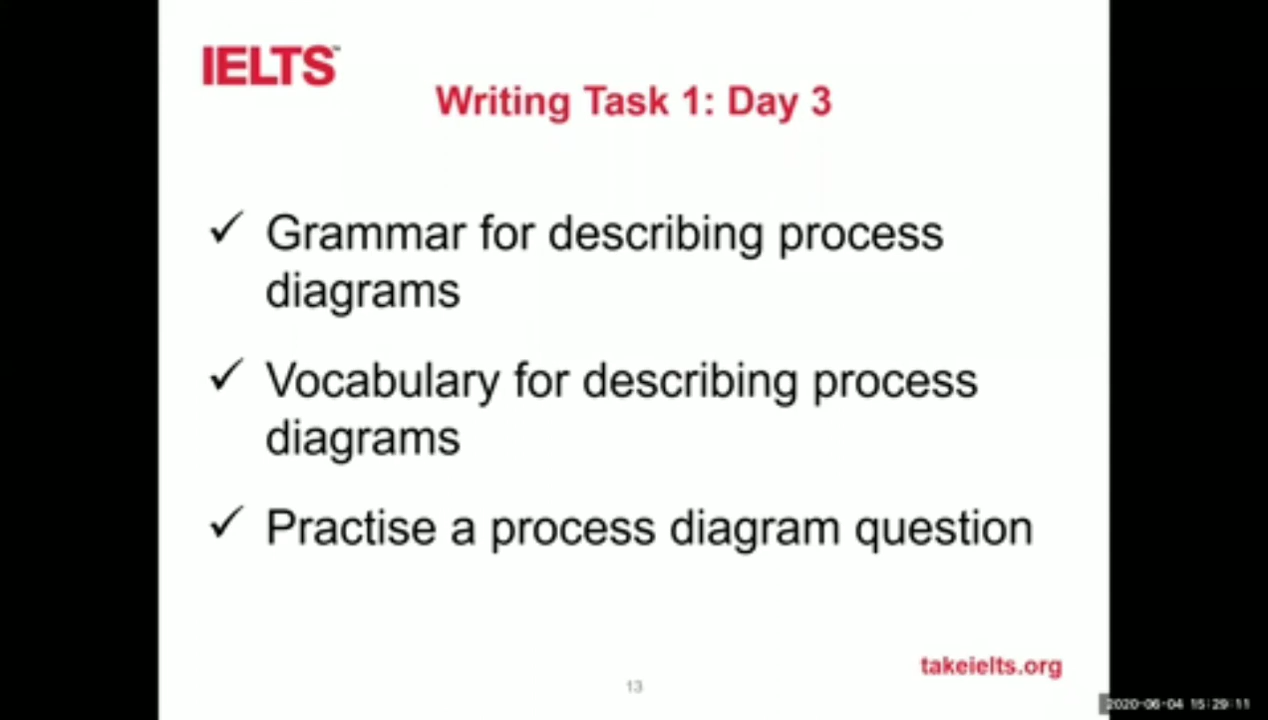 IELTS™
Writing Task 1: Day 3
✓ Grammar for describing process
diagrams
✓ Vocabulary for describing process
diagrams
✓ Practise a process diagram question
takeielts.org
13
2020-06-04 15:29:11